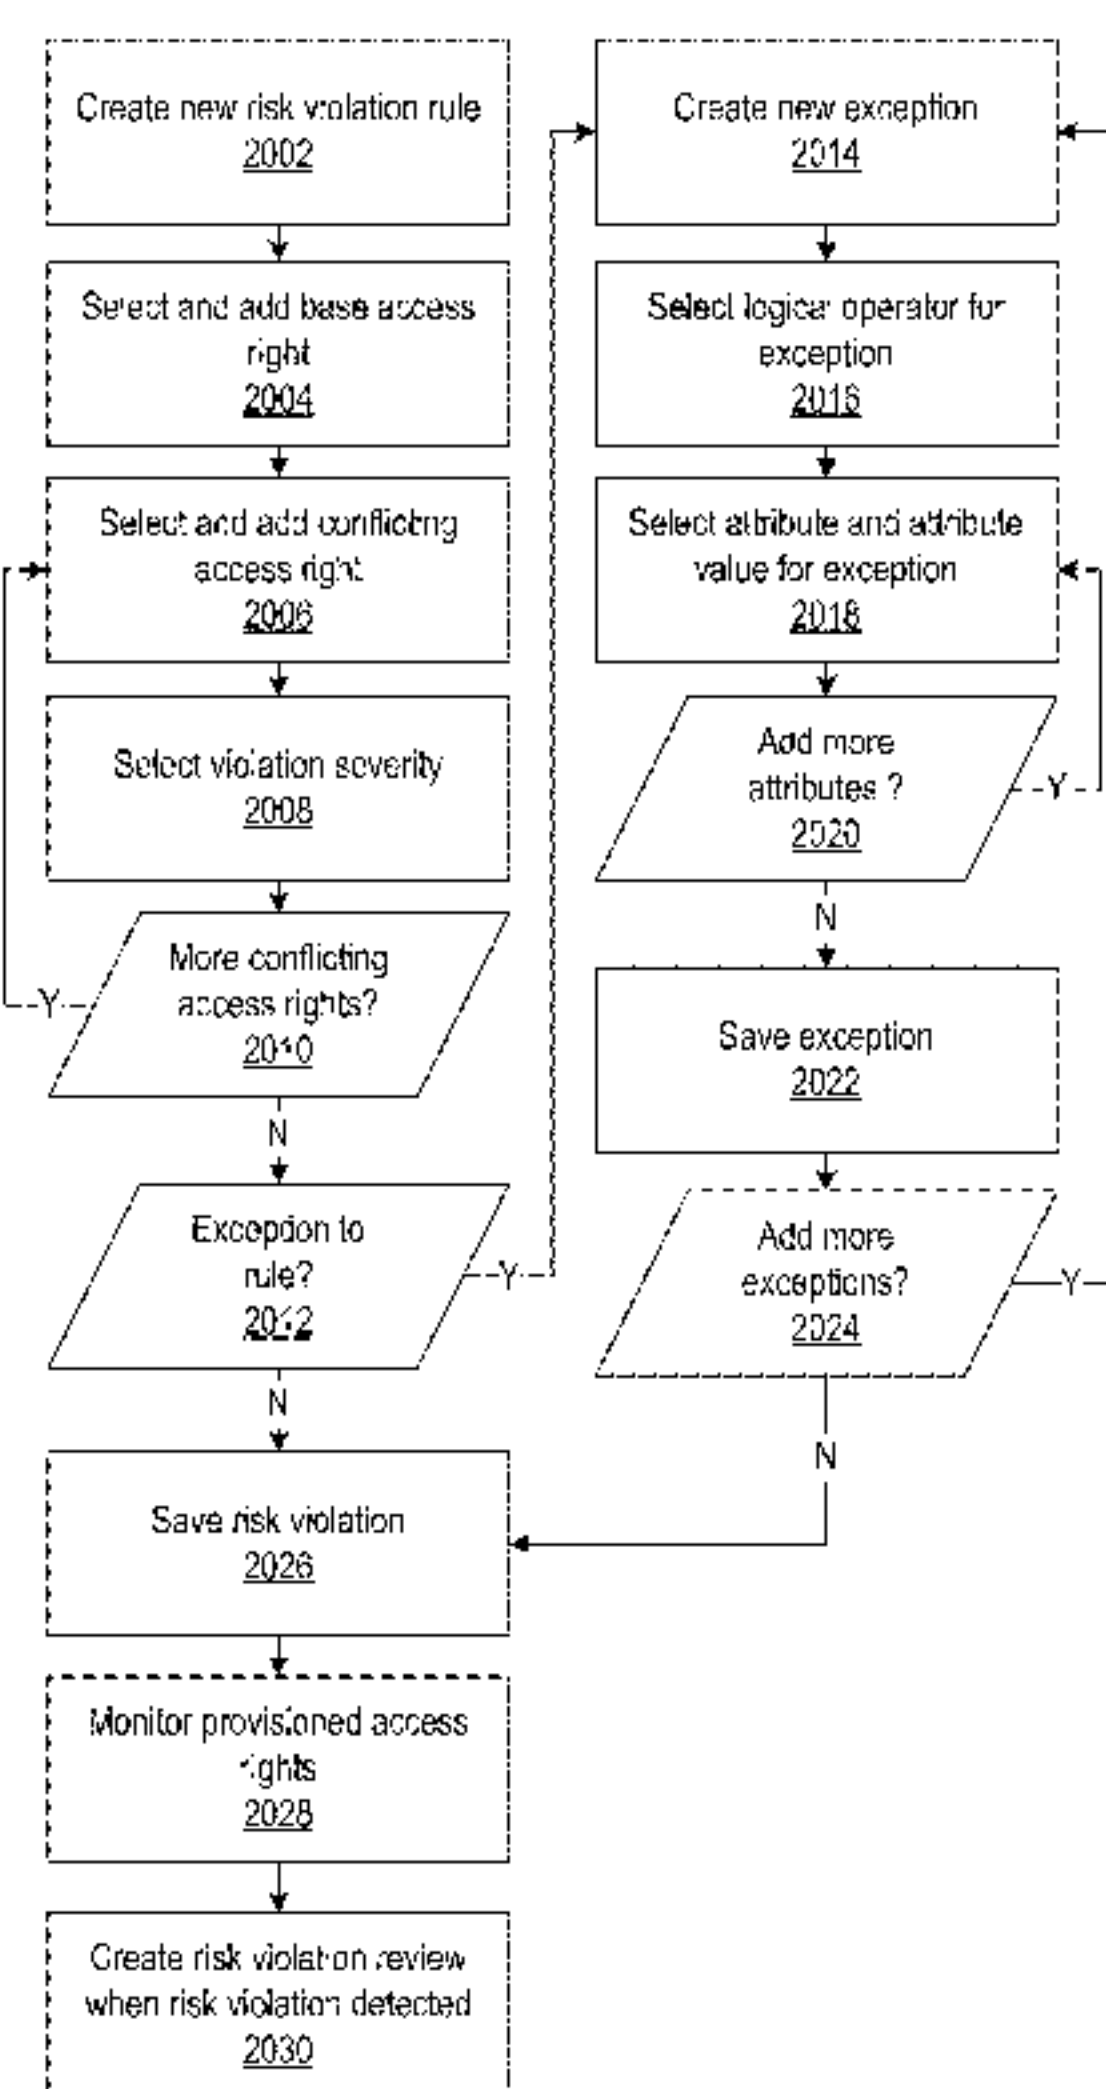 Create new risk violation rule
2002
Select and add base access
right
2004
Select and add conflicting
access right
2006
Select violation severity
2008
More conflicting
access rights?
2010
Y
N
Exception to
rule?
2012
Y
N
Save risk violation
2026
Monitor provisioned access
rights
2028
Create risk violation review
when risk violation detected
2030
Create new exception
2014
Select logical operator for
exception
2016
Select attribute and attribute
value for exception
2018
Add more
attributes ?
2020
Y
N
Save exception
2022
Add more
exceptions?
2024
Y
N